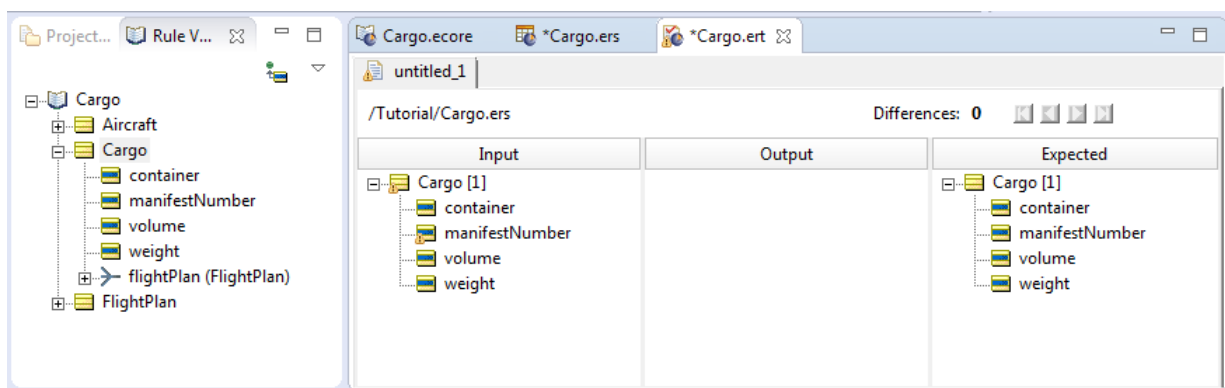 Project... Rule V...
Cargo
Aircraft
Cargo
container
manifestNumber
volume
weight
flightPlan (FlightPlan)
FlightPlan
Cargo.ecore *Cargo.ers *Cargo.ert
untitled_1
/Tutorial/Cargo.ers Differences: 0
Input Output Expected
Cargo [1] Cargo [1]
container container
manifestNumber manifestNumber
volume volume
weight weight